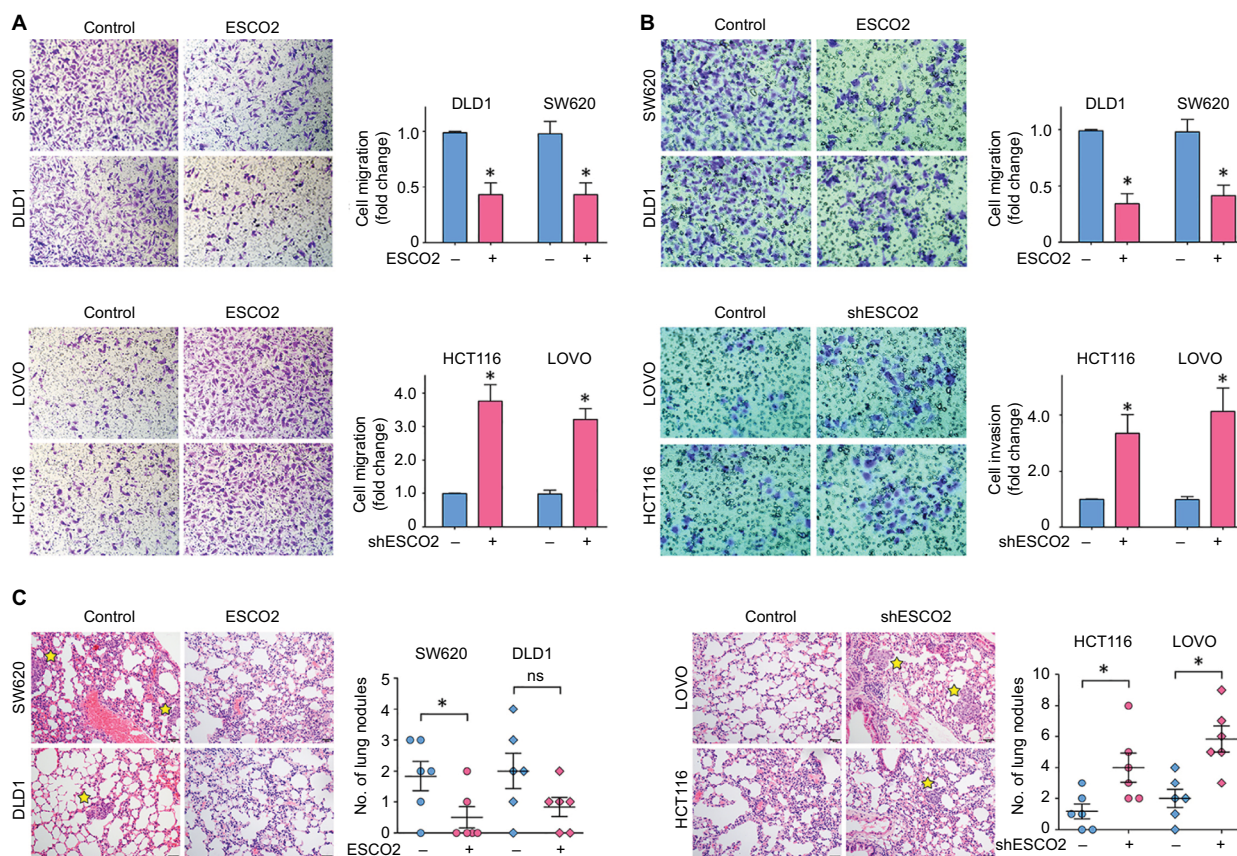 A
Control ESCO2
SW620
DLD1
DLD1 SW620
Cell migration
(fold change)
1.0
0.5
0
* *
ESCO2 – + – +
Control ESCO2
LOVO
HCT116
HCT116 LOVO
Cell migration
(fold change)
4.0
3.0
2.0
1.0
0
* *
shESCO2 – + – +
B
Control ESCO2
SW620
DLD1
DLD1 SW620
Cell migration
(fold change)
1.0
0.5
0
* *
ESCO2 – + – +
Control shESCO2
LOVO
HCT116
HCT116 LOVO
Cell invasion
(fold change)
4.0
2.0
0
* *
shESCO2 – + – +
C
Control ESCO2
SW620
DLD1
SW620 DLD1
No. of lung nodules
5
4
3
2
1
0
* ns
ESCO2 – + – +
Control shESCO2
LOVO
HCT116
HCT116 LOVO
No. of lung nodules
10
8
6
4
2
0
* *
shESCO2 – + – +